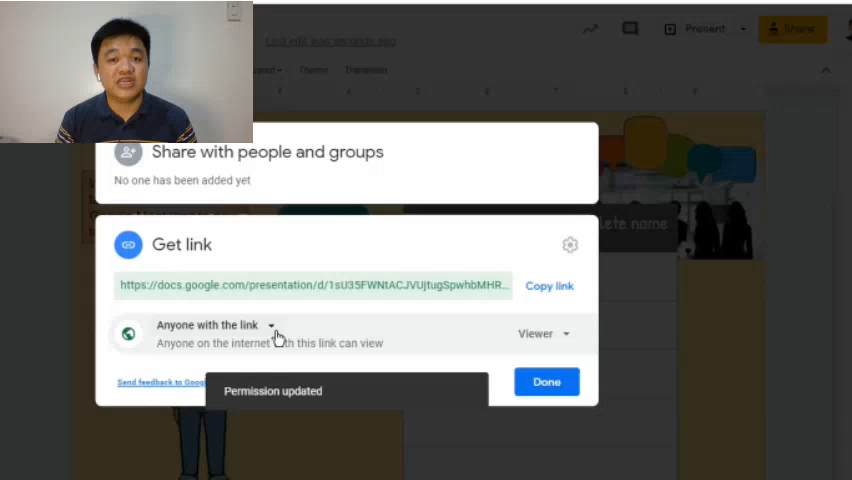 Last edit was seconds ago
Present
Share
Theme
Transition
Share with people and groups
No one has been added yet
lete name
Get link
https://docs.google.com/presentation/d/1sU35FWNtACJVUjtugSpwhbMHR...
Copy link
Anyone with the link
Anyone on the internet with this link can view
Viewer
Send feedback to Goog
Permission updated
Done